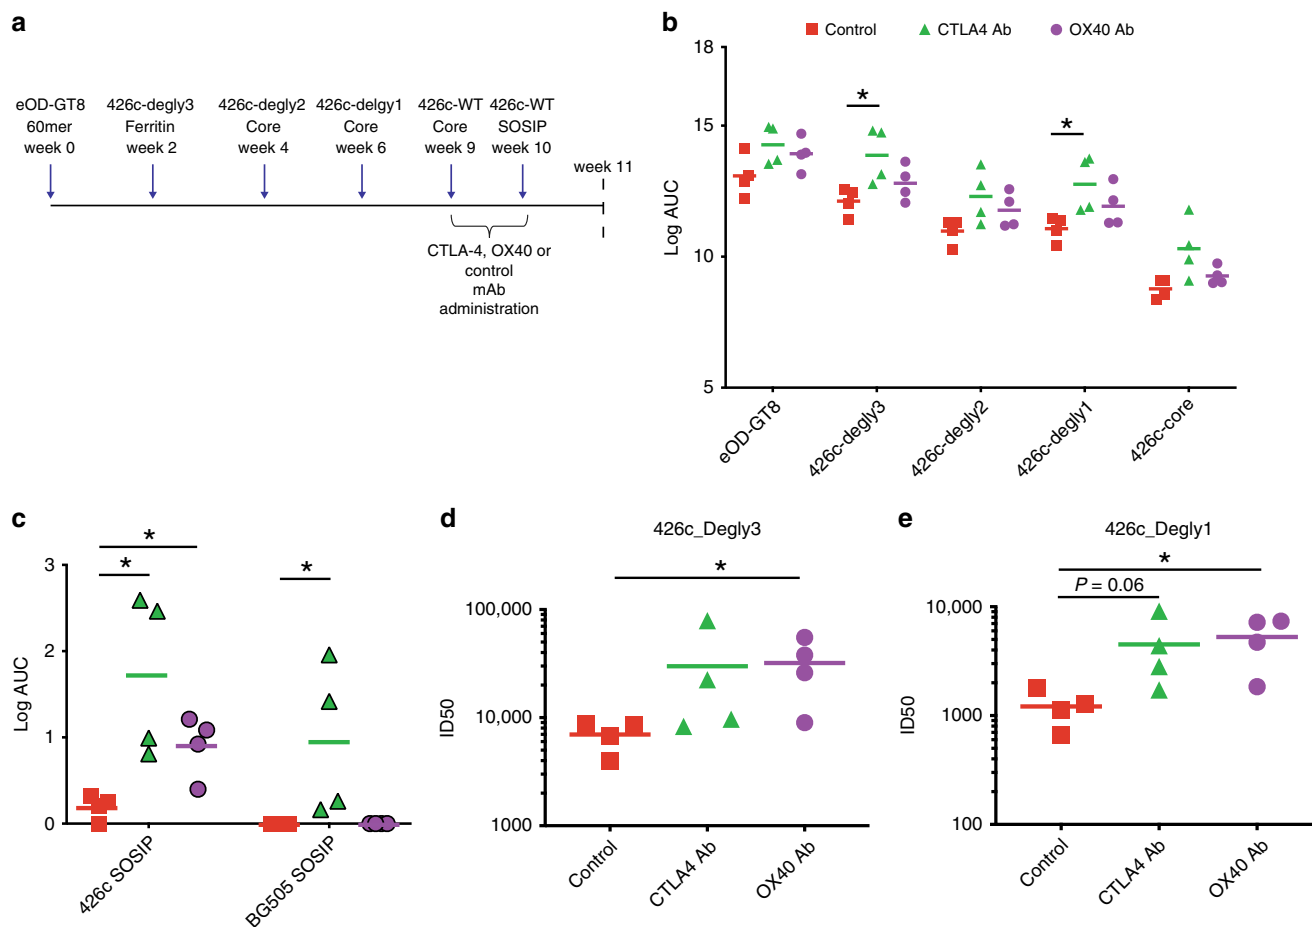 a
eOD-GT8
60mer
week 0
426c-degly3
Ferritin
week 2
426c-degly2
Core
week 4
426c-delgy1
Core
week 6
426c-WT
Core
week 9
426c-WT
SOSIP
week 10
week 11
CTLA-4, OX40 or
control
mAb
administration
b
Control
CTLA4 Ab
OX40 Ab
Log AUC
18
15
10
5
*
*
eOD-GT8
426c-degly3
426c-degly2
426c-degly1
426c-core
c
Log AUC
3
2
1
0
*
*
*
426c SOSIP
BG505 SOSIP
d
426c_Degly3
*
ID50
100,000
10,000
1000
Control
CTLA4 Ab
OX40 Ab
e
426c_Degly1
*
P = 0.06
ID50
10,000
1000
100
Control
CTLA4 Ab
OX40 Ab